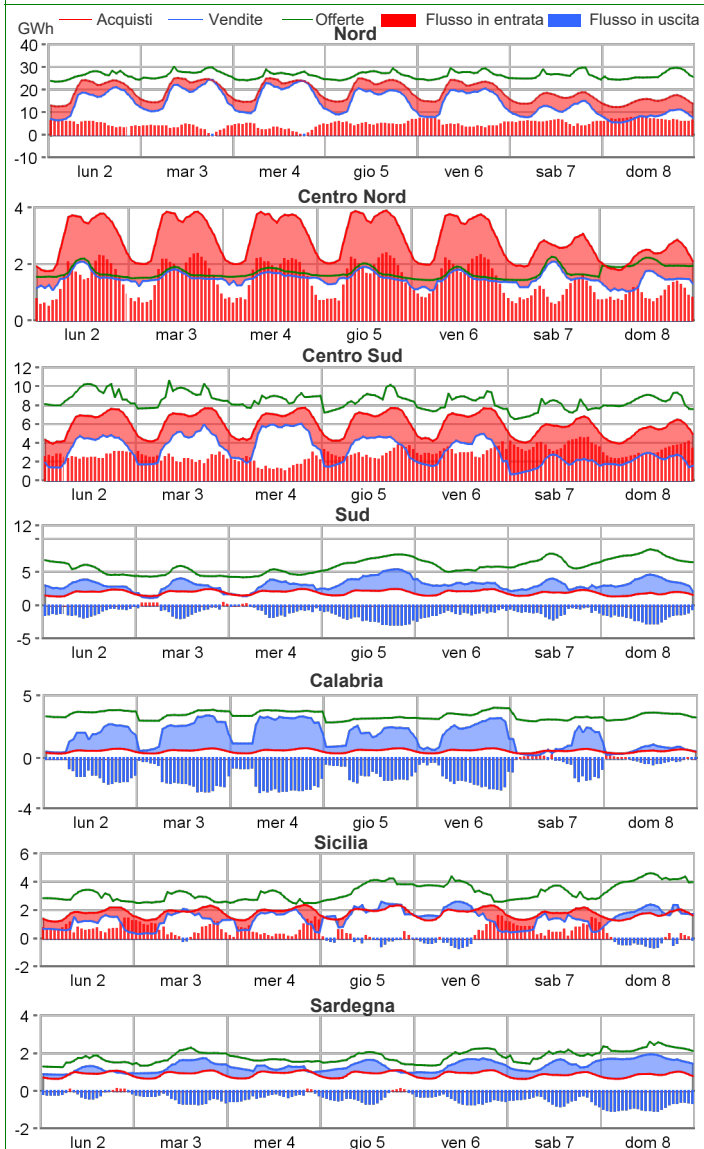 Acquisti Vendite Offerte Flusso in entrata Flusso in uscita
GWh
Nord
40
30
20
10
0
-10
lun 2 mar 3 mer 4 gio 5 ven 6 sab 7 dom 8
Centro Nord
4
2
0
lun 2 mar 3 mer 4 gio 5 ven 6 sab 7 dom 8
Centro Sud
12
10
8
6
4
2
0
lun 2 mar 3 mer 4 gio 5 ven 6 sab 7 dom 8
Sud
12
5
0
-5
lun 2 mar 3 mer 4 gio 5 ven 6 sab 7 dom 8
Calabria
5
0
-4
lun 2 mar 3 mer 4 gio 5 ven 6 sab 7 dom 8
Sicilia
6
4
2
0
-2
lun 2 mar 3 mer 4 gio 5 ven 6 sab 7 dom 8
Sardegna
4
2
0
-2
lun 2 mar 3 mer 4 gio 5 ven 6 sab 7 dom 8